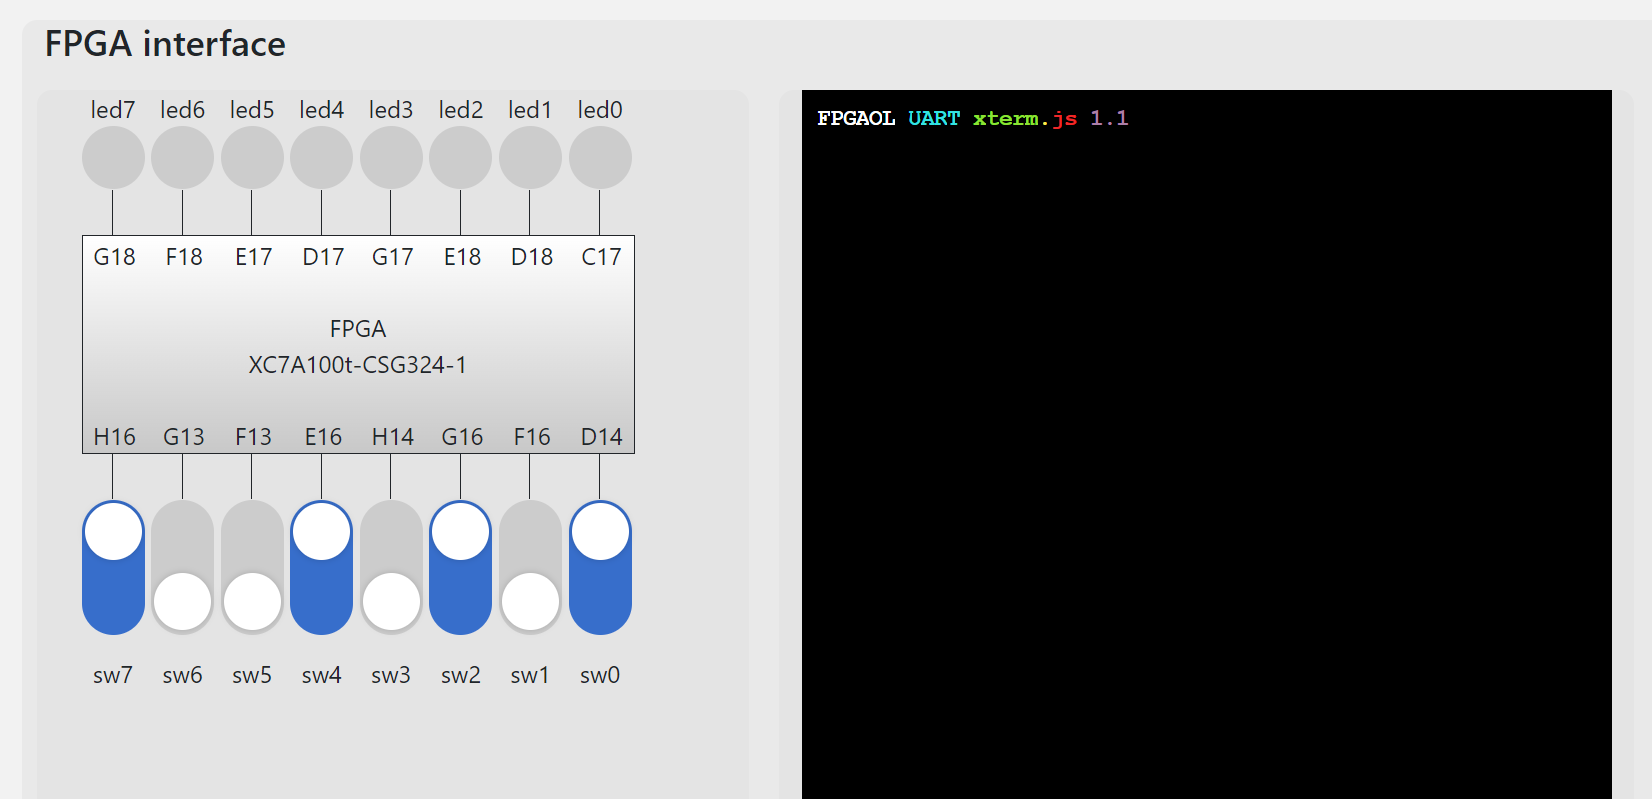 FPGA interface
led7 led6 led5 led4 led3 led2 led1 led0
G18 F18 E17 D17 G17 E18 D18 C17
FPGA
XC7A100t-CSG324-1
H16 G13 F13 E16 H14 G16 F16 D14
sw7 sw6 sw5 sw4 sw3 sw2 sw1 sw0
FPGAOL UART xterm.js 1.1